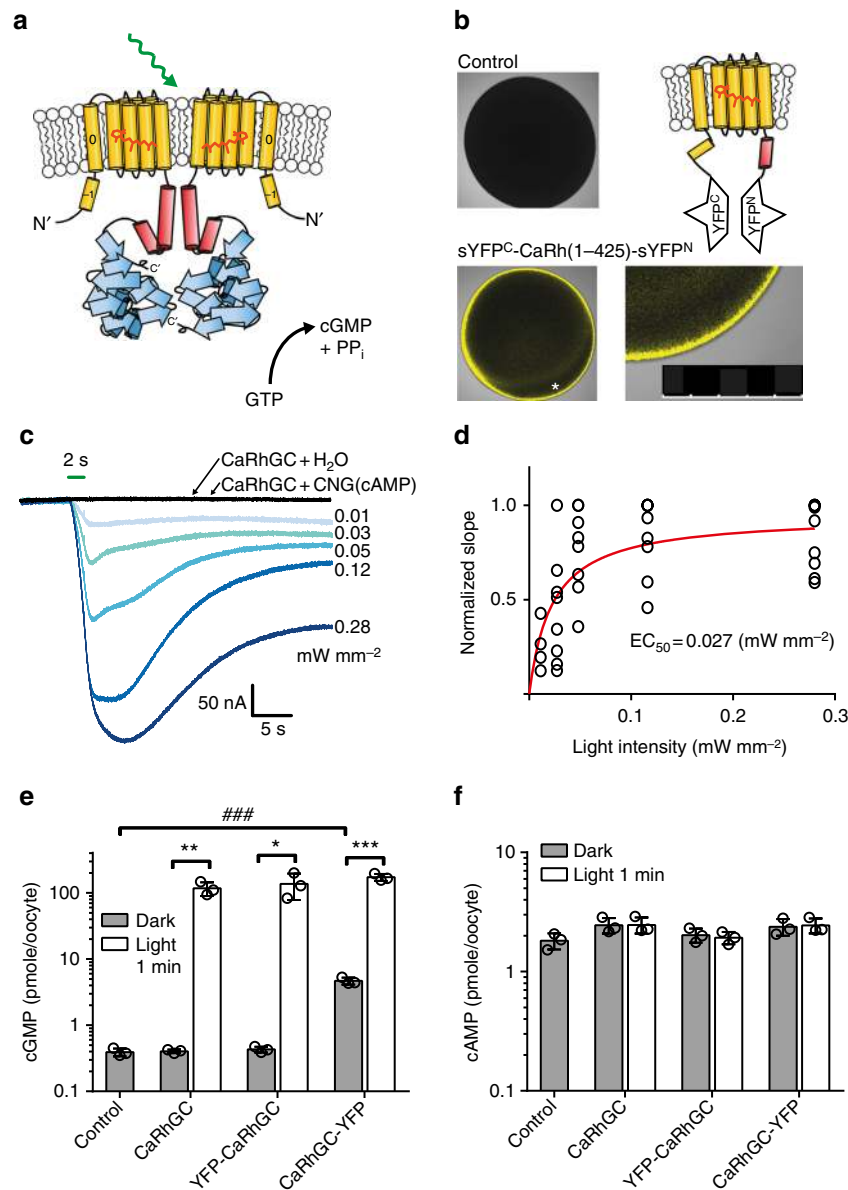 a
0
0
–1
–1
N′
N′
C′
C′
cGMP
+ PPi
GTP
b
Control
YFPC
YFPN
sYFPC-CaRh(1–425)-sYFPN
*
c
2 s
CaRhGC + H2O
CaRhGC + CNG(cAMP)
0.01
0.03
0.05
0.12
0.28
mW mm–2
50 nA
5 s
d
Normalized slope
1.0
0.5
EC50 = 0.027 (mW mm–2)
0.1
0.2
0.3
Light intensity (mW mm–2)
e
###
**
*
***
cGMP (pmole/oocyte)
100
10
1
0.1
Dark
Light
1 min
Control
CaRhGC
YFP-CaRhGC
CaRhGC-YFP
f
cAMP (pmole/oocyte)
10
1
0.1
Dark
Light 1 min
Control
CaRhGC
YFP-CaRhGC
CaRhGC-YFP